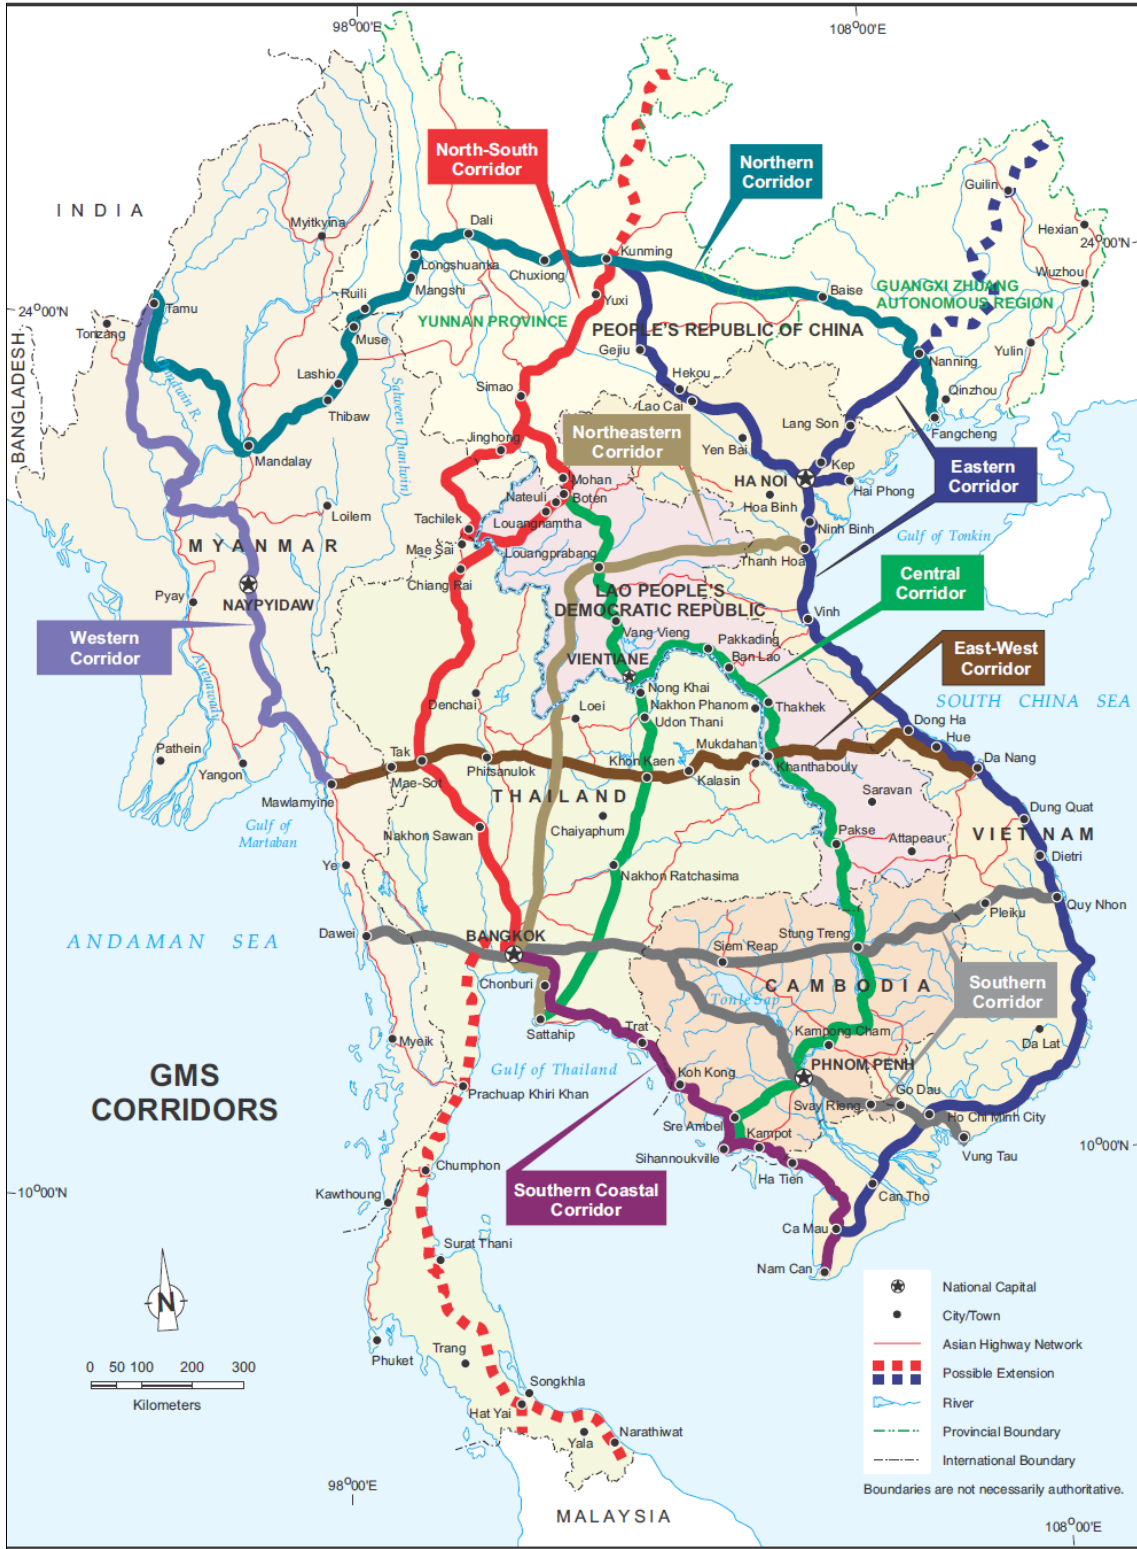 98°00'E
108°00'E
North-South
Corridor
Northern
Corridor
Guilin
INDIA
Myitkyina
Dali
Hexian
24°00'N
Longshuanka
Kunming
Chuxiong
Wuzhou
Mangshi
Ruili
Baise
GUANGXI ZHUANG
AUTONOMOUS REGION
Tamu
24°00'N
Yuxi
YUNNAN PROVINCE
PEOPLE'S REPUBLIC OF CHINA
Tonzang
Muse
Gejiu
Nanning
Yulin
BANGLADESH
Chindwin R.
Salween (Thanlwin)
Lashio
Simao
Hekou
Lao Cai
Qinzhou
Thibaw
Lang Son
Fangcheng
Northeastern
Corridor
Jinghong
Yen Bai
Mandalay
Kep
Eastern
Corridor
Mohan
HA NOI
Hai Phong
Nateuil
Boten
Hoa Binh
Loilem
Louangnamtha
Tachilek
Ninh Binh
Gulf of Tonkin
MYANMAR
Mae Sai
Louangprabang
Thanh Hoa
Chiang Rai
Central
Corridor
LAO PEOPLE'S
DEMOCRATIC REPUBLIC
Pyay
NAYPYIDAW
Vinh
Western
Corridor
Vang Vieng
Pakkading
East-West
Corridor
VIENTIANE
Ban Lao
Ayeyawady
Nong Khai
SOUTH CHINA SEA
Denchai
Loei
Nakhon Phanom
Thakhek
Udon Thani
Dong Ha
Hue
Pathein
Yangon
Tak
Mukdahan
Phitsanulok
Khon Kaen
Khanthabouly
Da Nang
Mae-Sot
Kalasin
Mawlamyine
THAILAND
Saravan
Dung Quat
Gulf of
Martaban
Nakhon Sawan
Chaiyaphum
Pakse
Attapeau
VIET NAM
Dietri
Ye
Nakhon Ratchasima
Pleiku
Quy Nhon
ANDAMAN SEA
Dawei
BANGKOK
Siem Reap
Stung Treng
Chonburi
CAMBODIA
Southern
Corridor
Tonle Sap
Sattahip
Trat
Kampong Cham
Da Lat
Myeik
GMS
CORRIDORS
Gulf of Thailand
Koh Kong
PHNOM PENH
Prachuap Khiri Khan
Go Dau
Svay Rieng
Ho Chi Minh City
Sre Ambel
Kampot
10°00'N
Sihannoukville
Vung Tau
Chumphon
Ha Tien
10°00'N
Kawthoung
Southern Coastal
Corridor
Can Tho
Ca Mau
Surat Thani
Nam Can
N
National Capital
City/Town
Asian Highway Network
Possible Extension
River
Provincial Boundary
International Boundary
Boundaries are not necessarily authoritative.
Phuket
Trang
0 50 100 200 300
Kilometers
Songkhla
Hat Yai
Yala
Narathiwat
98°00'E
MALAYSIA
108°00'E